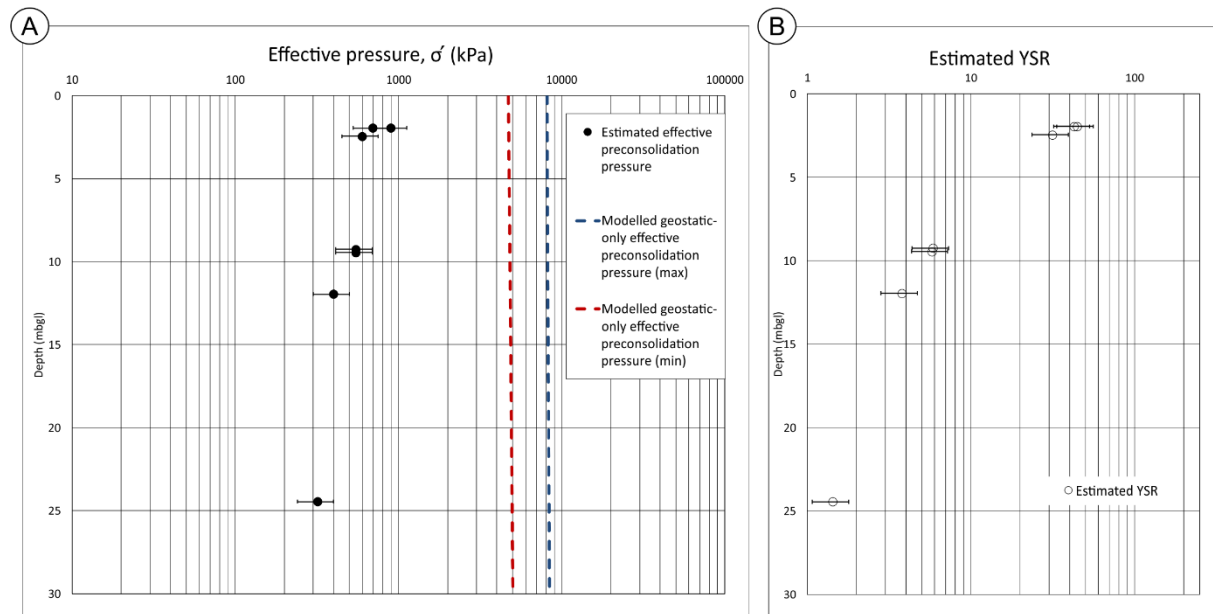 A
Effective pressure, σ́ (kPa)
10 100 1000 10000 100000
0
5
10
15
20
25
30
Depth (mbgl)
Estimated effective
preconsolidation
pressure
Modelled geostatic-
only effective
preconsolidation
pressure (max)
Modelled geostatic-
only effective
preconsolidation
pressure (min)
B
Estimated YSR
1 10 100
0
5
10
15
20
25
30
Depth (mbgl)
Estimated YSR